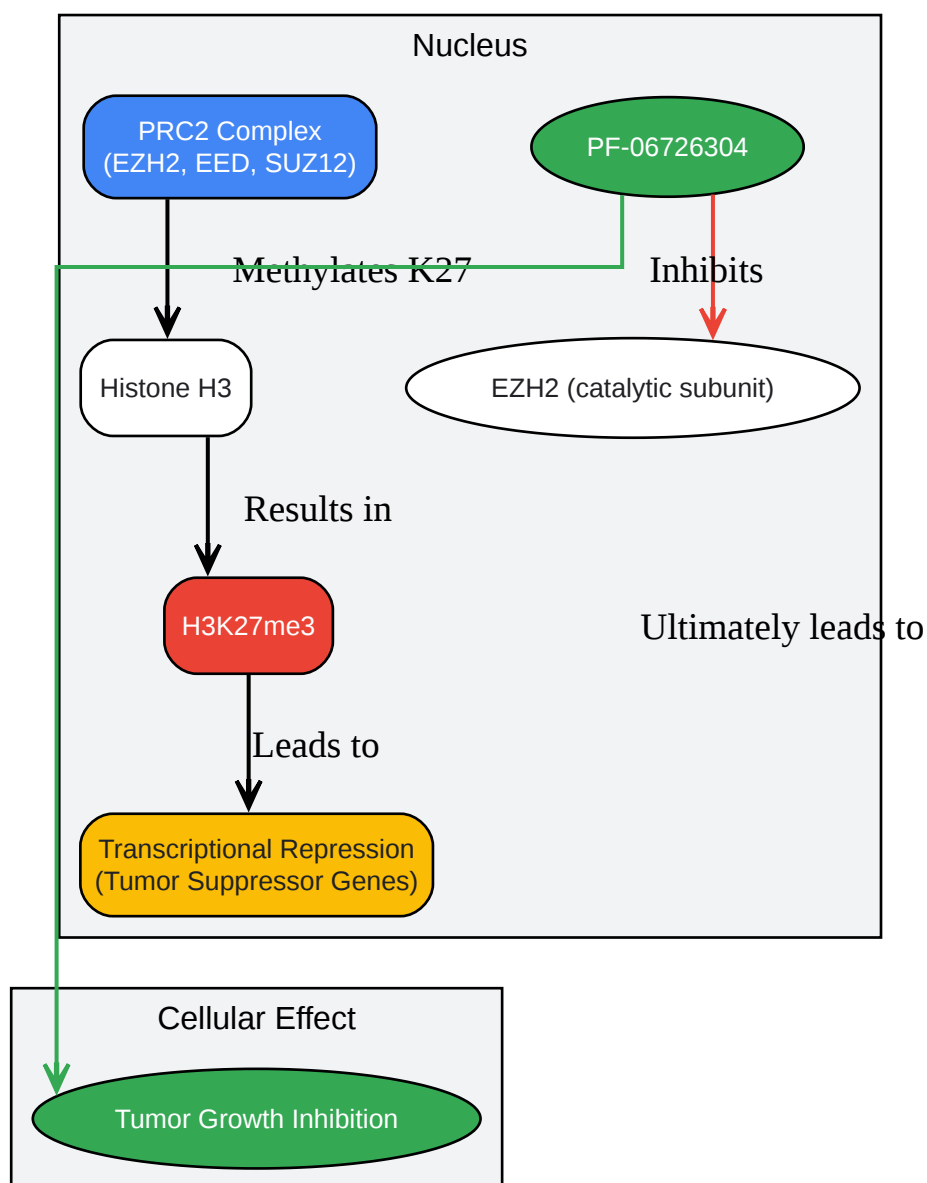 Nucleus
PRC2 Complex
(EZH2, EED, SUZ12)
PF-06726304
Methylates K27
Inhibits
Histone H3
EZH2 (catalytic subunit)
Results in
H3K27me3
Ultimately leads to
Leads to
Transcriptional Repression
(Tumor Suppressor Genes)
Cellular Effect
Tumor Growth Inhibition